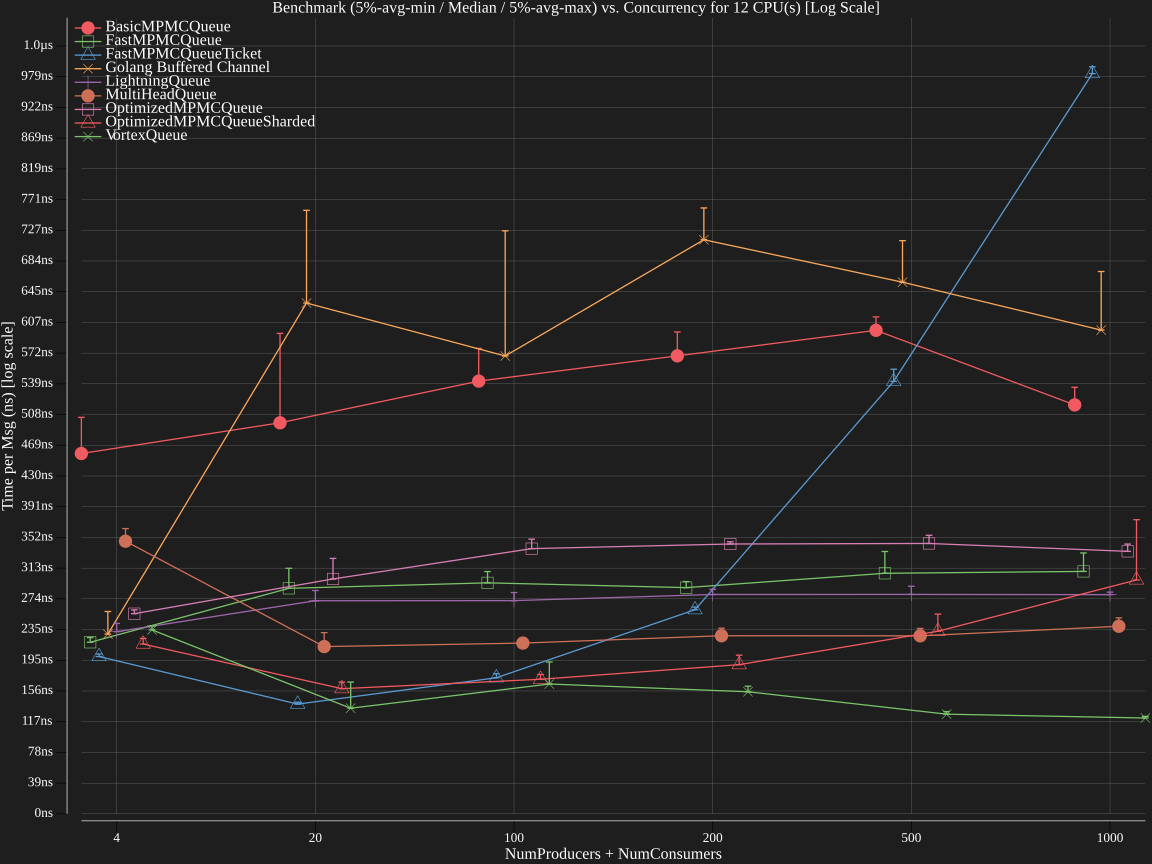 Benchmark (5%-avg-min / Median / 5%-avg-max) vs. Concurrency for 12 CPU(s) [Log Scale]
BasicMPMCQueue
FastMPMCQueue
FastMPMCQueueTicket
Golang Buffered Channel
LightningQueue
MultiHeadQueue
OptimizedMPMCQueue
OptimizedMPMCQueueSharded
VortexQueue
Time per Msg (ns) [log scale]
1.0µs
979ns
922ns
869ns
819ns
771ns
727ns
684ns
645ns
607ns
572ns
539ns
508ns
469ns
430ns
391ns
352ns
313ns
274ns
235ns
195ns
156ns
117ns
78ns
39ns
0ns
4 20 100 200 500 1000
NumProducers + NumConsumers